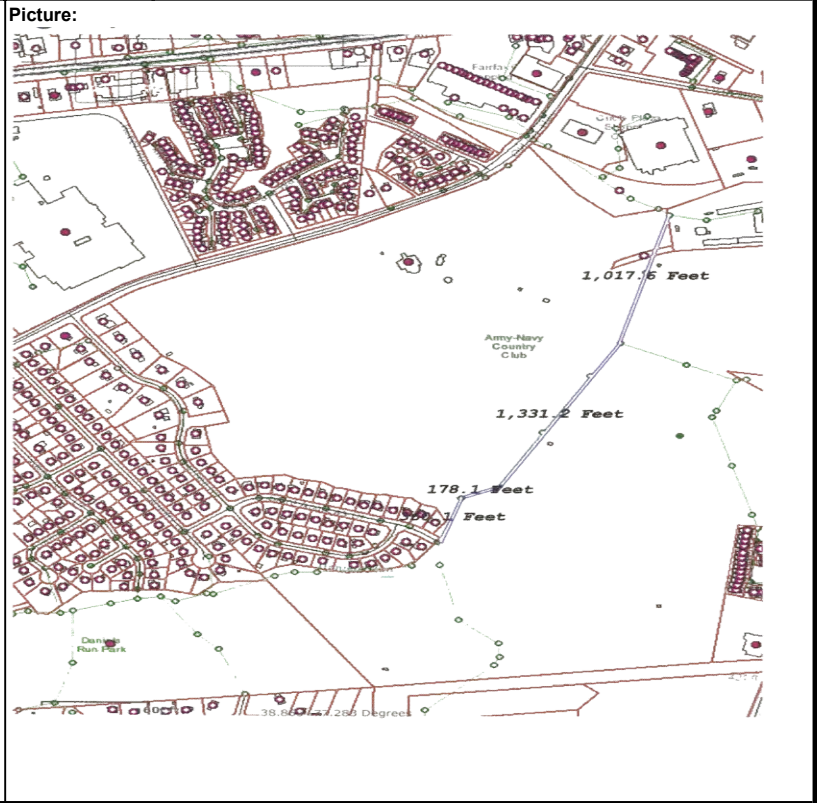 Picture:
Fairfax
1,017.6 Feet
Army-Navy
Country
Club
1,331.2 Feet
178.1 Feet
Feet
Daniels
Run Park
Degrees